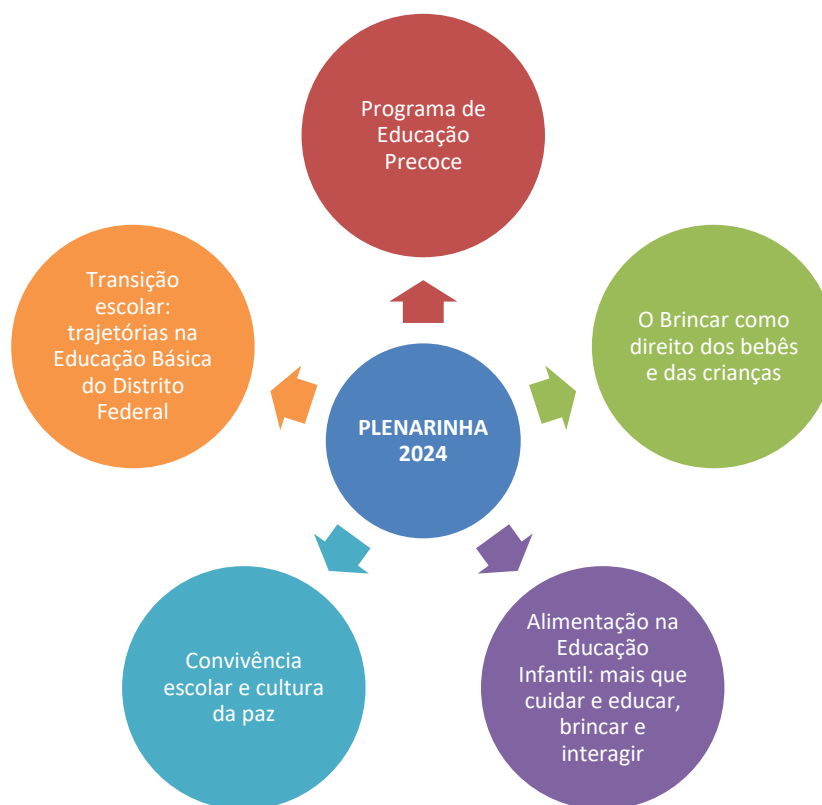 Programa de
Educação
Precoce
Transição
escolar:
trajetórias na
Educação Básica
do Distrito
Federal
O Brincar como
direito dos bebês
e das crianças
PLENARINHA
2024
Convivência
escolar e cultura
da paz
Alimentação na
Educação
Infantil: mais que
cuidar e educar,
brincar e
interagir